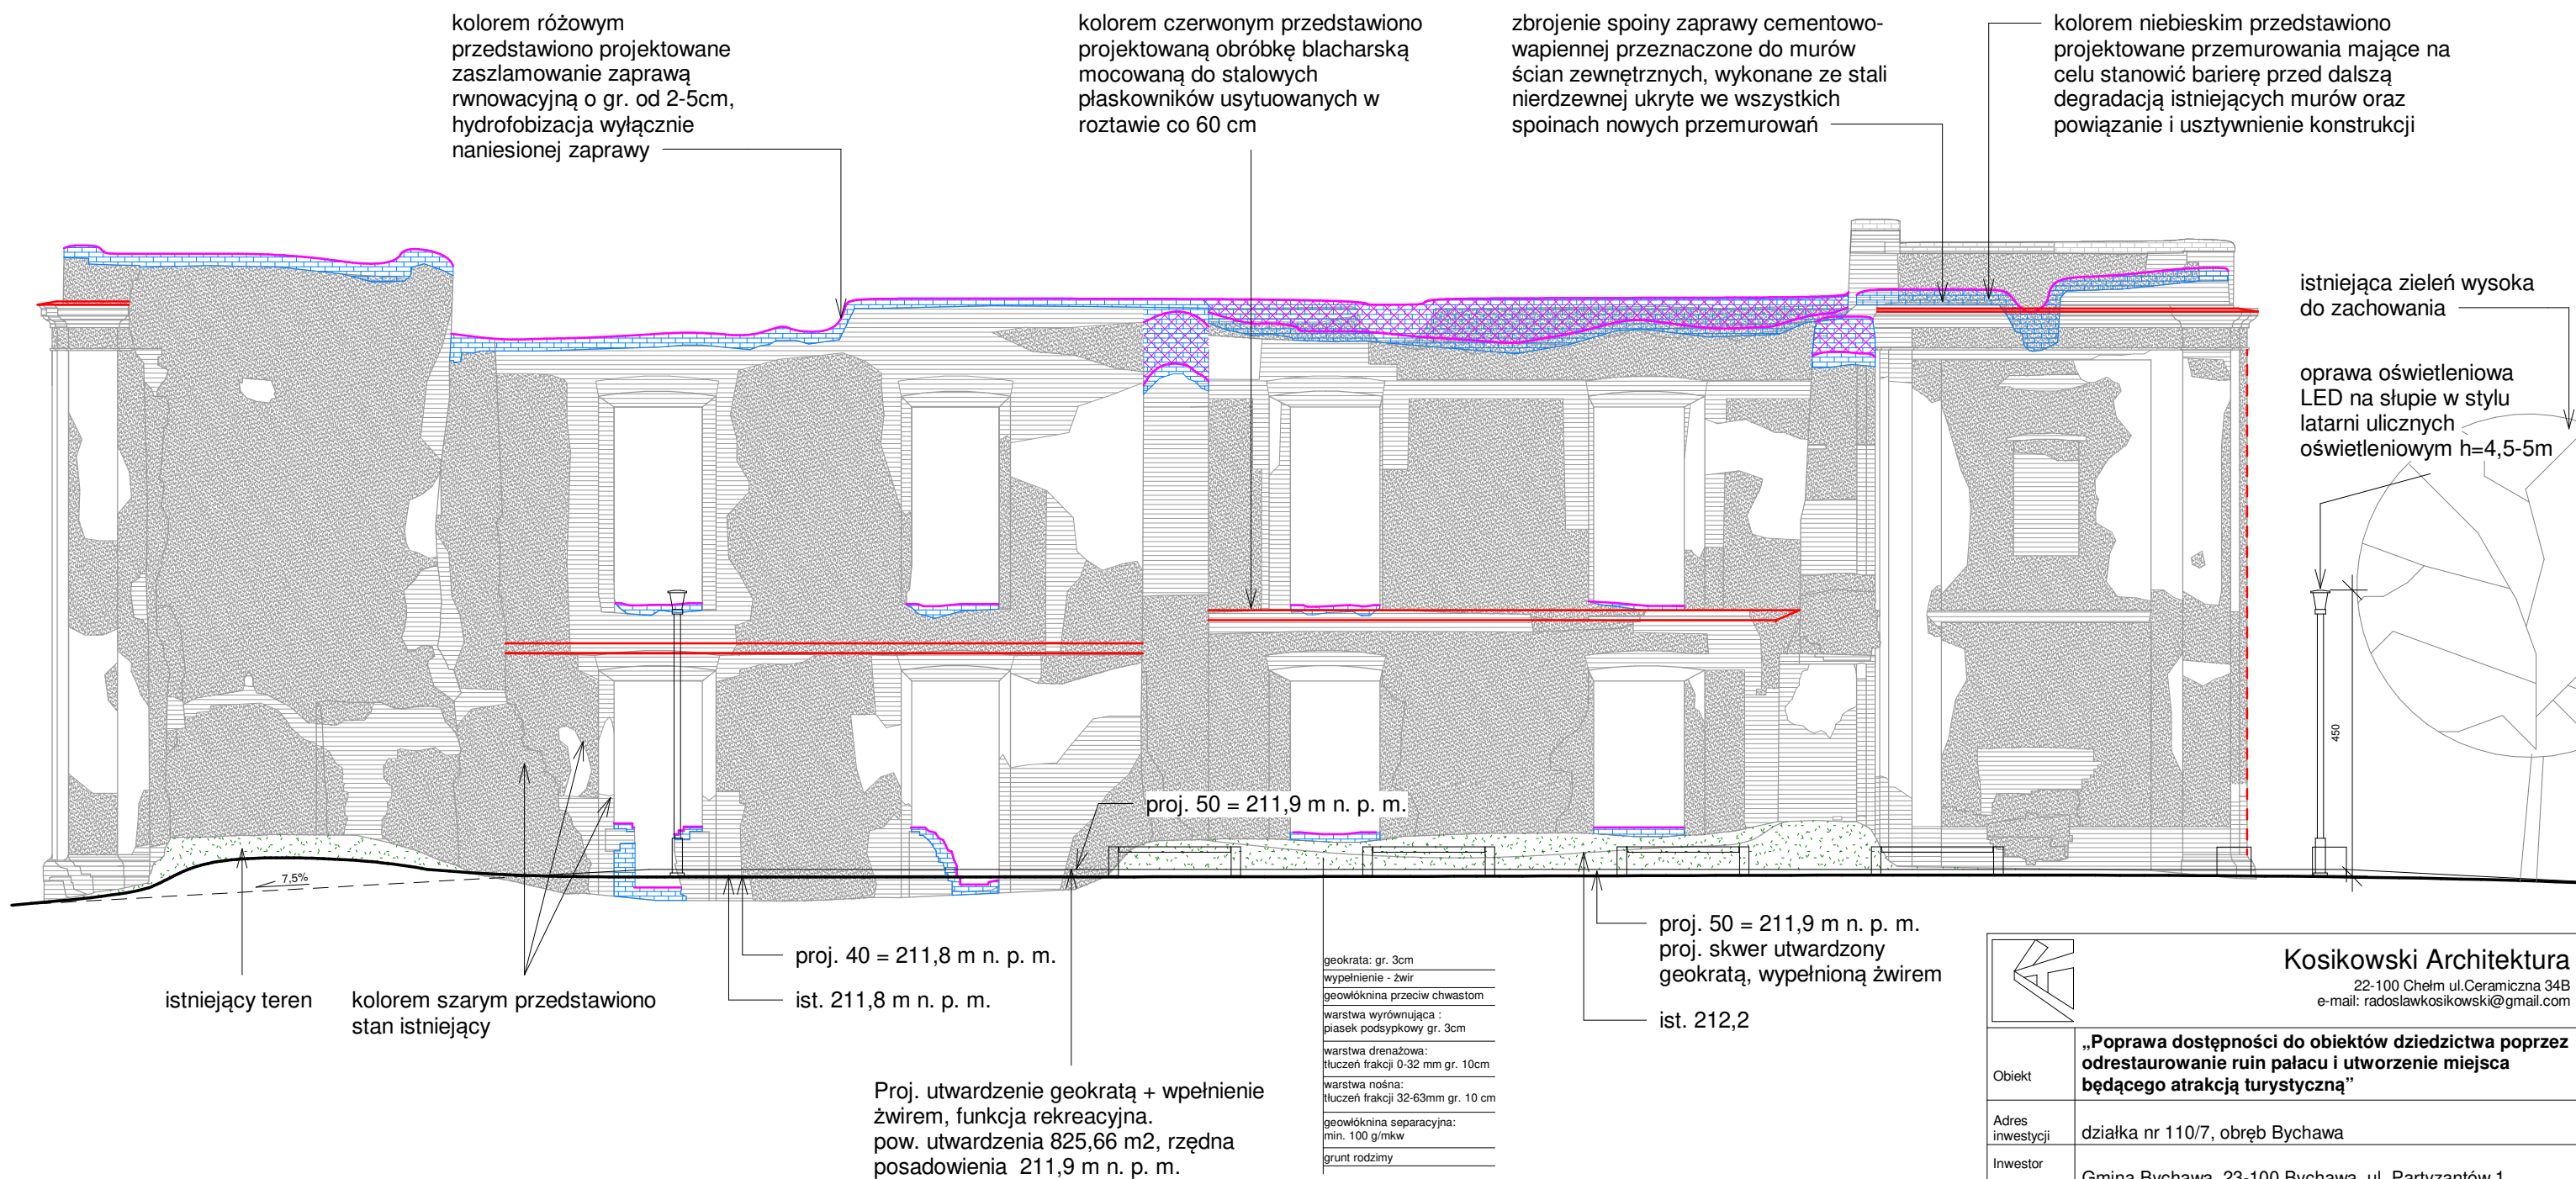 kolorem różowym
przedstawiono projektowane
zaszlamowanie zaprawą
rwnowacyjną o gr. od 2-5cm,
hydrofobizacja wyłącznie
naniesionej zaprawy
kolorem czerwonym przedstawiono
projektowaną obróbkę blacharską
mocowaną do stalowych
płaskowników usytuowanych w
roztawie co 60 cm
zbrojenie spoiny zaprawy cementowo-
wapiennej przeznaczone do murów
ścian zewnętrznych, wykonane ze stali
nierdzewnej ukryte we wszystkich
spoinach nowych przemurowań
kolorem niebieskim przedstawiono
projektowane przemurowania mające na
celu stanowić barierę przed dalszą
degradacją istniejących murów oraz
powiązanie i usztywnienie konstrukcji
istniejąca zieleń wysoka
do zachowania
oprawa oświetleniowa
LED na słupie w stylu
latarni ulicznych
oświetleniowym h=4,5-5m
450
proj. 50 = 211,9 m n. p. m.
7,5%
istniejący teren
kolorem szarym przedstawiono
stan istniejący
proj. 40 = 211,8 m n. p. m.
ist. 211,8 m n. p. m.
Proj. utwardzenie geokratą + wpełnienie
żwirem, funkcja rekreacyjna.
pow. utwardzenia 825,66 m2, rzędna
posadowienia 211,9 m n. p. m.
geokrata: gr. 3cm
wypełnienie - żwir
geowłóknina przeciw chwastom
warstwa wyrównująca :
piasek podsypkowy gr. 3cm
warstwa drenażowa:
tłuczeń frakcji 0-32 mm gr. 10cm
warstwa nośna:
tłuczeń frakcji 32-63mm gr. 10 cm
geowłóknina separacyjna:
min. 100 g/mkw
grunt rodzimy
proj. 50 = 211,9 m n. p. m.
proj. skwer utwardzony
geokratą, wypełnioną żwirem
ist. 212,2
Kosikowski Architektura
22-100 Chełm ul.Ceramiczna 34B
e-mail: radoslawkosikowski@gmail.com
Obiekt
„Poprawa dostępności do obiektów dziedzictwa poprzez
odrestaurowanie ruin pałacu i utworzenie miejsca
będącego atrakcją turystyczną”
Adres
inwestycji
działka nr 110/7, obręb Bychawa
Inwestor
Gmina Bychawa, 23-100 Bychawa, ul. Partyzantów 1